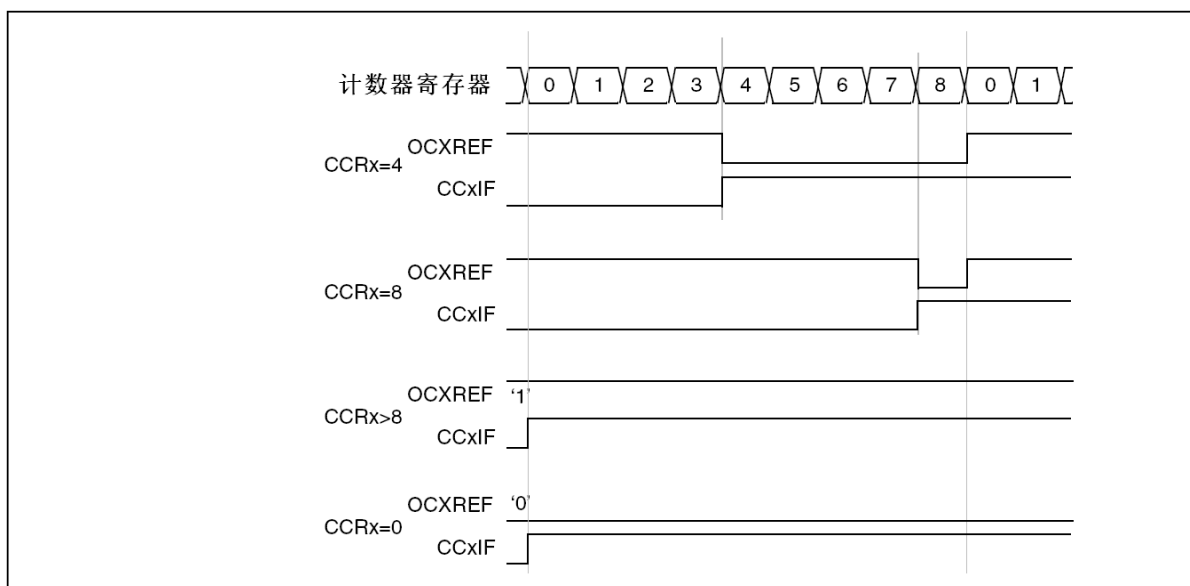 计数器寄存器 0 1 2 3 4 5 6 7 8 0 1
OCXREF
CCRx=4
CCxIF
OCXREF
CCRx=8
CCxIF
OCXREF '1'
CCRx>8
CCxIF
OCXREF '0'
CCRx=0
CCxIF